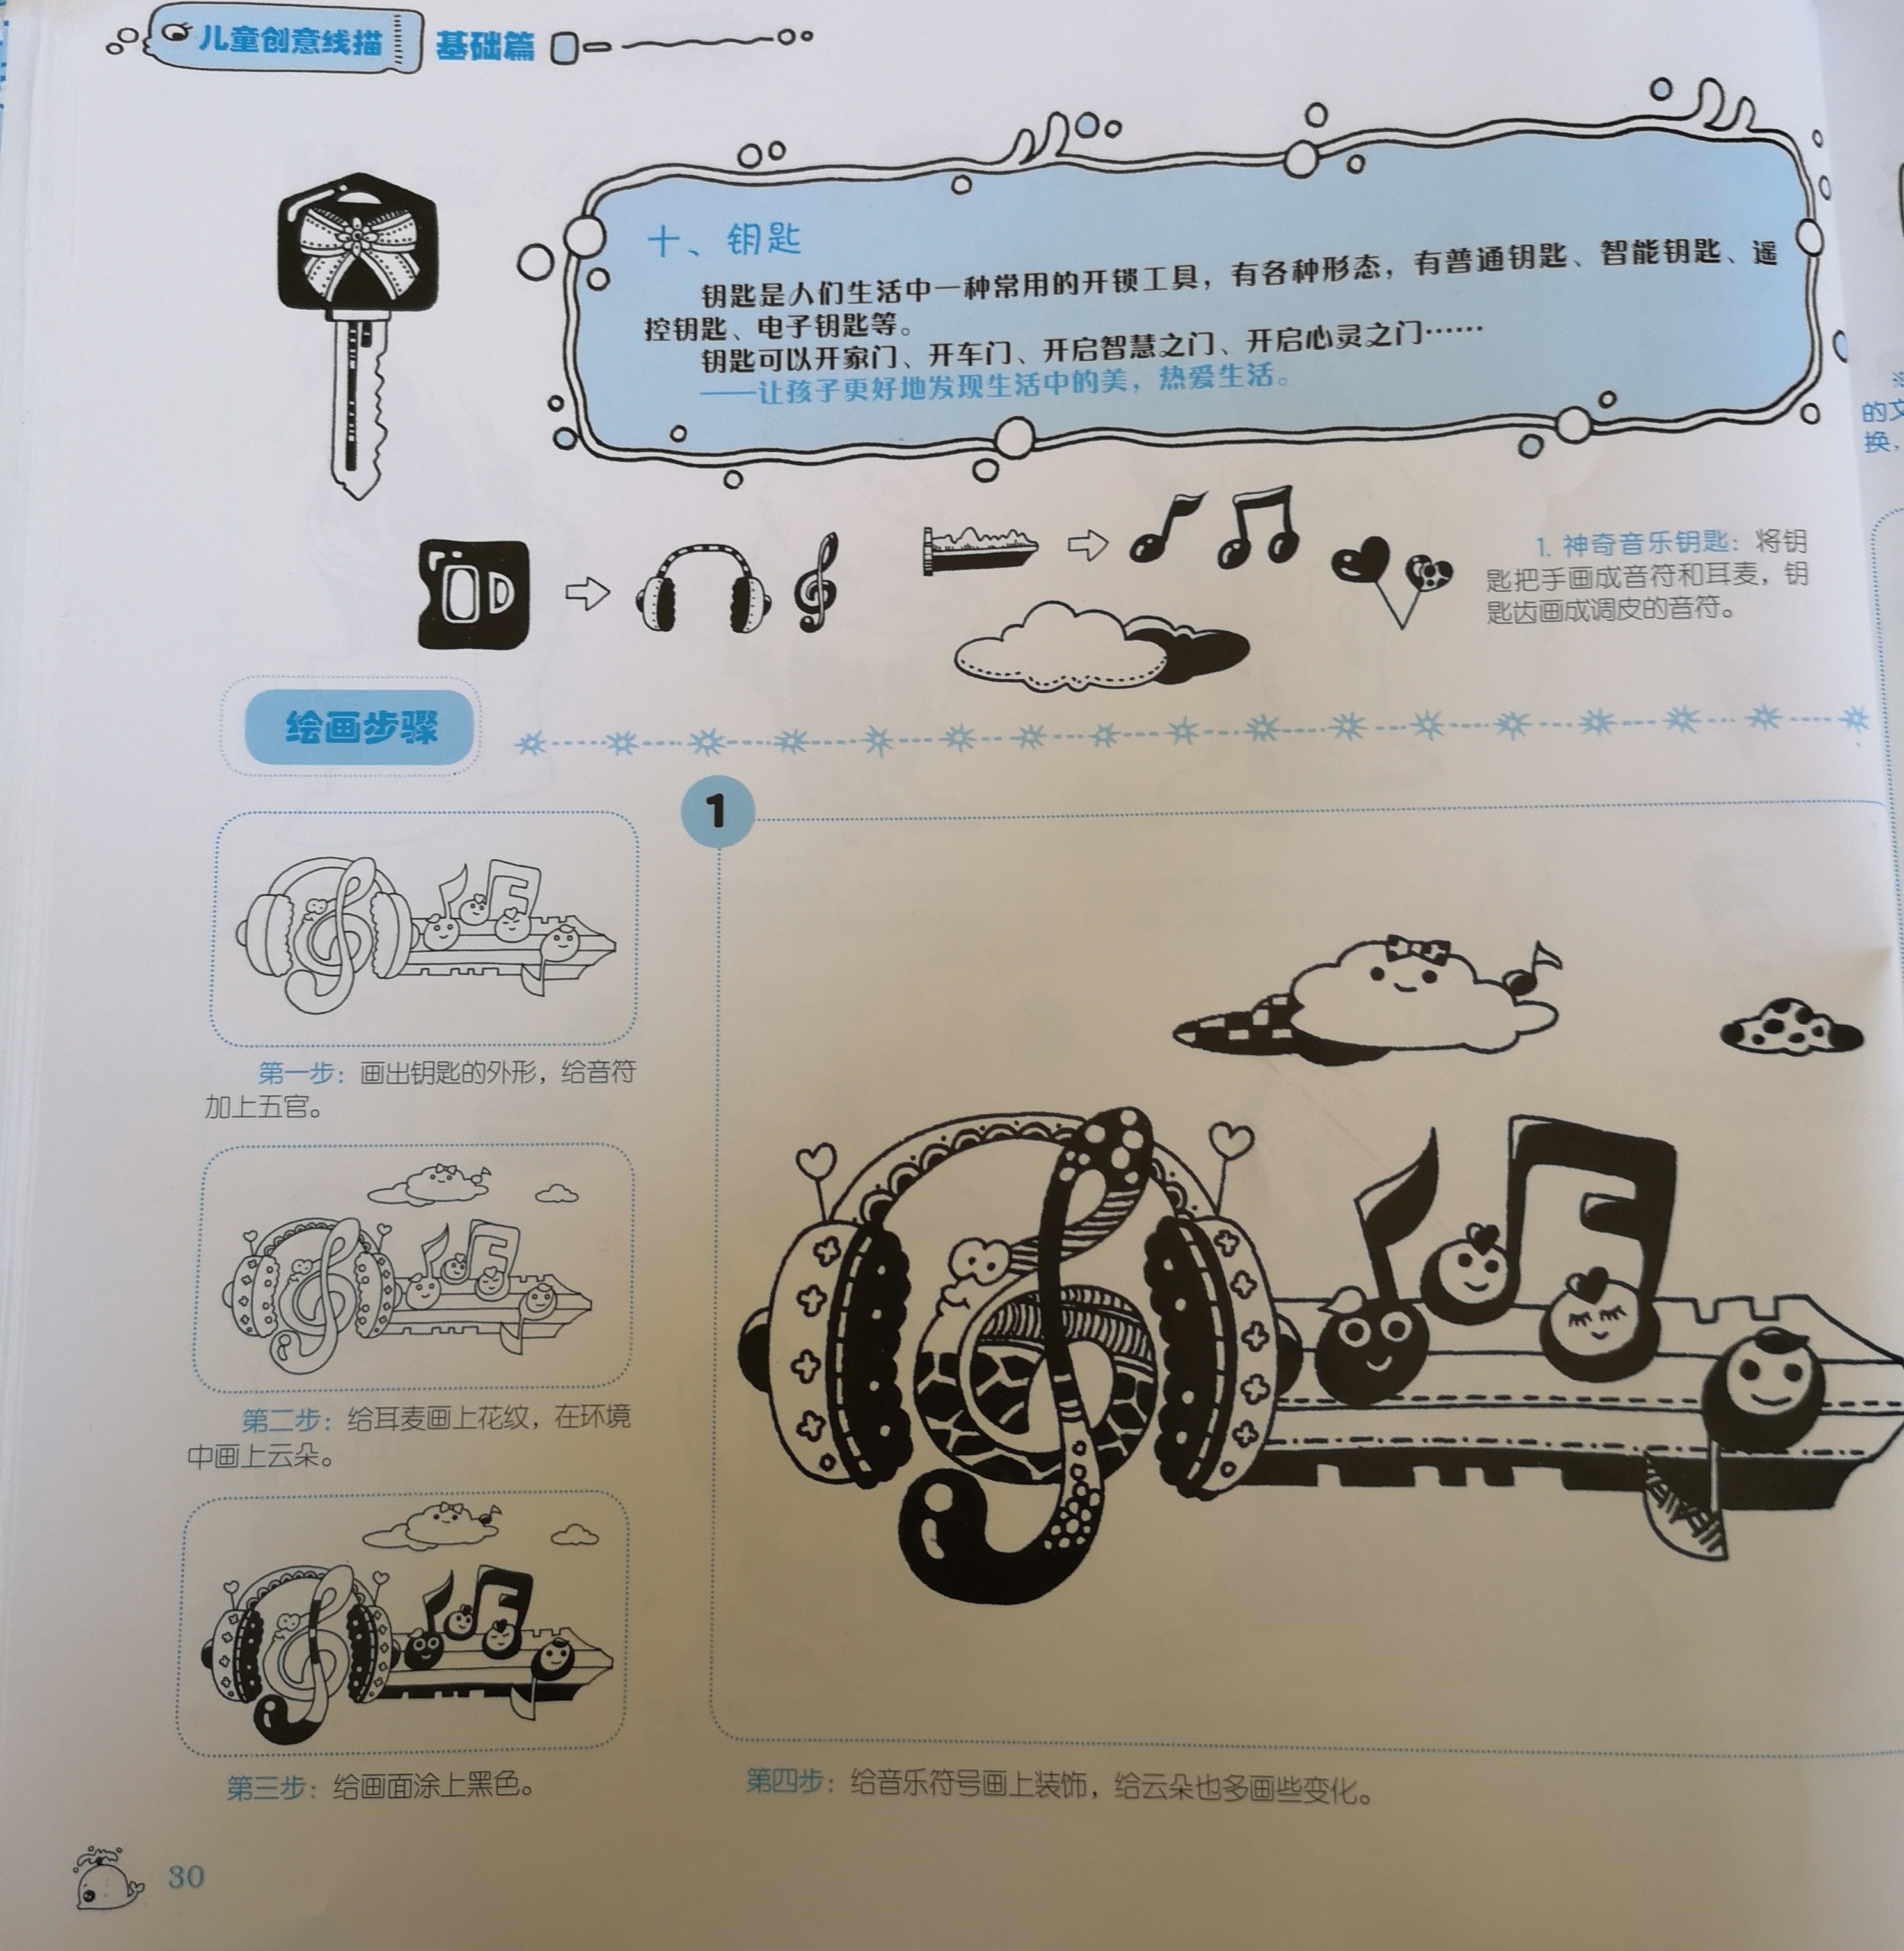 儿童创意线描 基础篇
十、钥匙
钥匙是人们生活中一种常用的开锁工具，有各种形态，有普通钥匙、智能钥匙、遥
控钥匙、电子钥匙等。
钥匙可以开家门、开车门、开启智慧之门、开启心灵之门……
——让孩子更好地发现生活中的美，热爱生活。
1. 神奇音乐钥匙：将钥
匙把手画成音符和耳麦，钥
匙齿画成调皮的音符。
※
的文
换，
绘画步骤
1
第一步：画出钥匙的外形，给音符
加上五官。
第二步：给耳麦画上花纹，在环境
中画上云朵。
第三步：给画面涂上黑色。
第四步：给音乐符号画上装饰，给云朵也多画些变化。
30